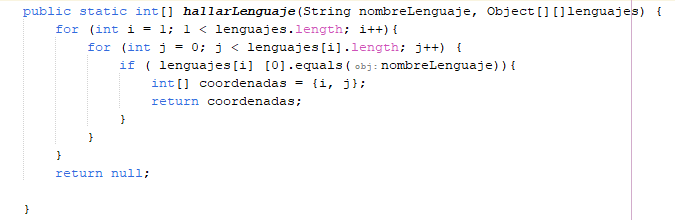 public static int[] hallarLenguaje(String nombreLenguaje, Object[][]lenguajes) {
for (int i = 1; 1 < lenguajes.length; i++){
for (int j = 0; j < lenguajes[i].length; j++) {
if ( lenguajes[i] [0].equals( obj: nombreLenguaje)){
int[] coordenadas = {i, j};
return coordenadas;
}
}
}
return null;
}